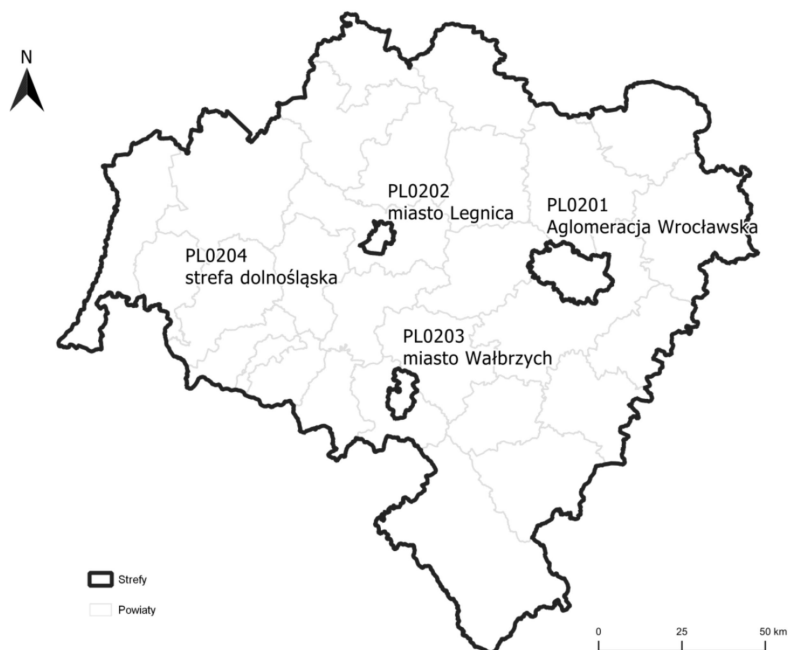 N
PL0202
miasto Legnica
PL0201
Aglomeracja Wrocławska
PL0204
strefa dolnośląska
PL0203
miasto Wałbrzych
Strefy
Powiaty
0 25 50 km